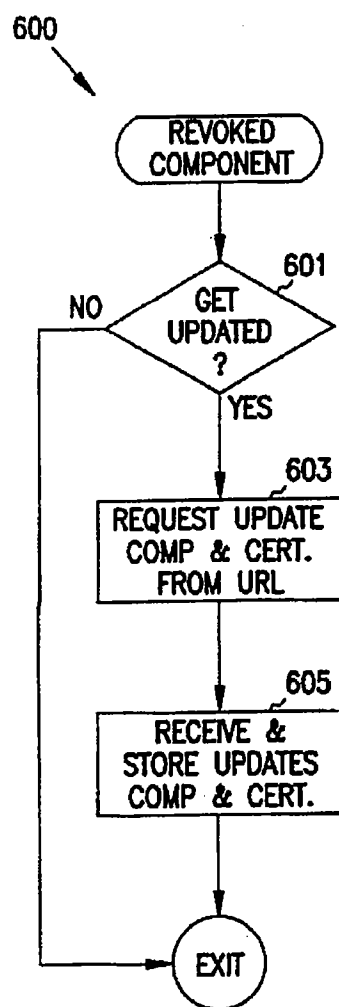 600
REVOKED
COMPONENT
601
GET
UPDATED
?
NO
YES
603
REQUEST UPDATE
COMP & CERT.
FROM URL
605
RECEIVE &
STORE UPDATES
COMP & CERT.
EXIT